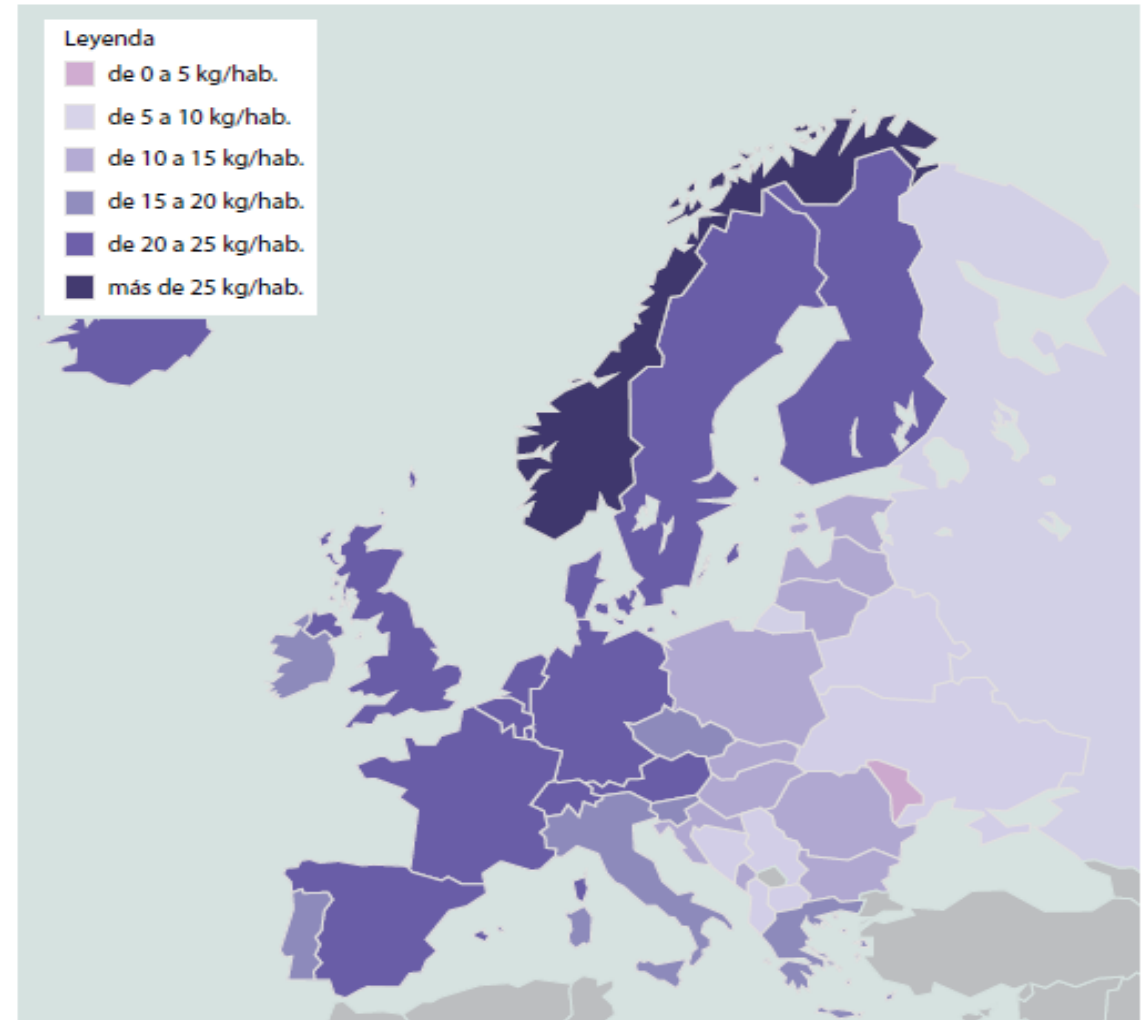 Leyenda
de 0 a 5 kg/hab.
de 5 a 10 kg/hab.
de 10 a 15 kg/hab.
de 15 a 20 kg/hab.
de 20 a 25 kg/hab.
más de 25 kg/hab.